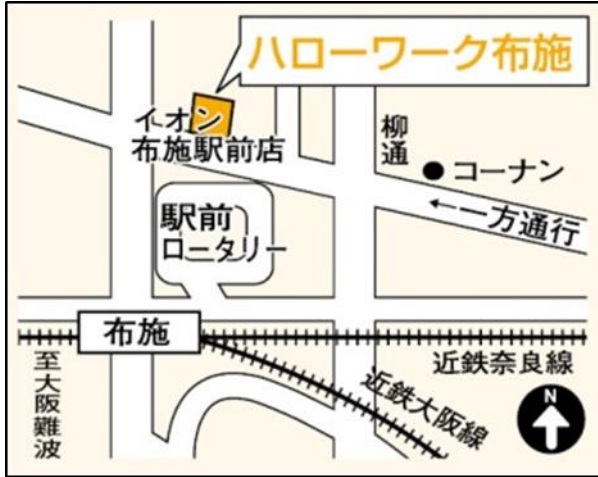 ハローワーク布施
イオン
布施駅前店
柳通
コーナン
←一方通行
駅前
ロータリー
布施
至大阪難波
近鉄奈良線
近鉄大阪線
N